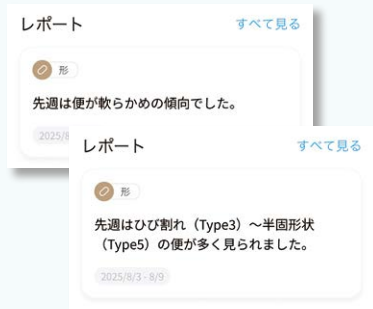 レポート すべて見る
形
先週は便が軟らかめの傾向でした。
2025/8
レポート すべて見る
形
先週はひび割れ（Type3）〜半固形状
（Type5）の便が多く見られました。
2025/8/3 - 8/9